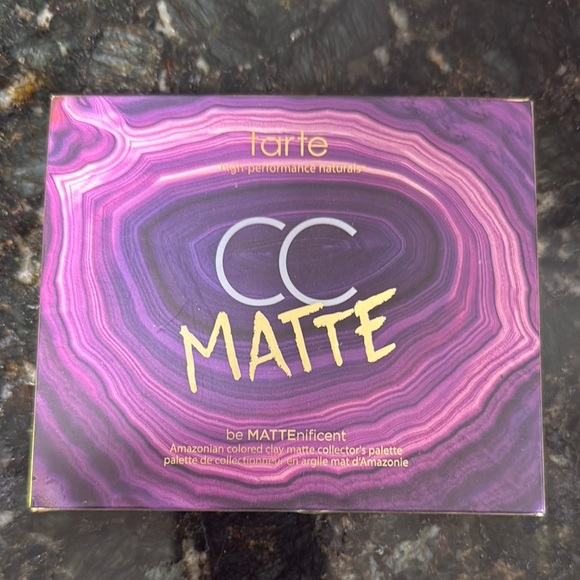 tarte
high-performance naturals
CC
MATTE
be MATTEnificent
Amazonian colored clay matte collector's palette
palette de collectionneur en argile mat d'Amazonie